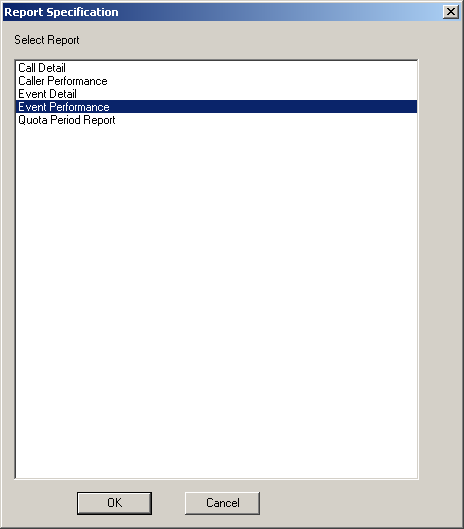 Report Specification
Select Report
Call Detail
Caller Performance
Event Detail
Event Performance
Quota Period Report
OK
Cancel